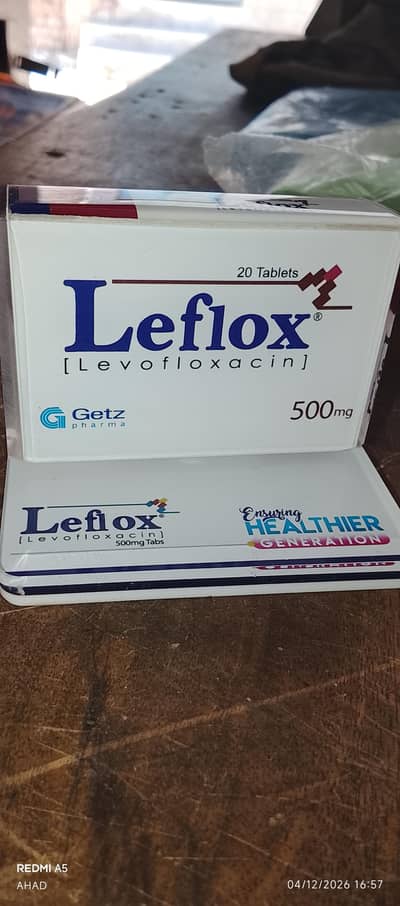 20 Tablets
Leflox®
[Levofloxacin]
Getz
pharma
500mg
Leflox
[Levofloxacin]
500mg Tabs
Ensuring
HEALTHIER
GENERATION
REDMI A5
AHAD
04/12/2026 16:57